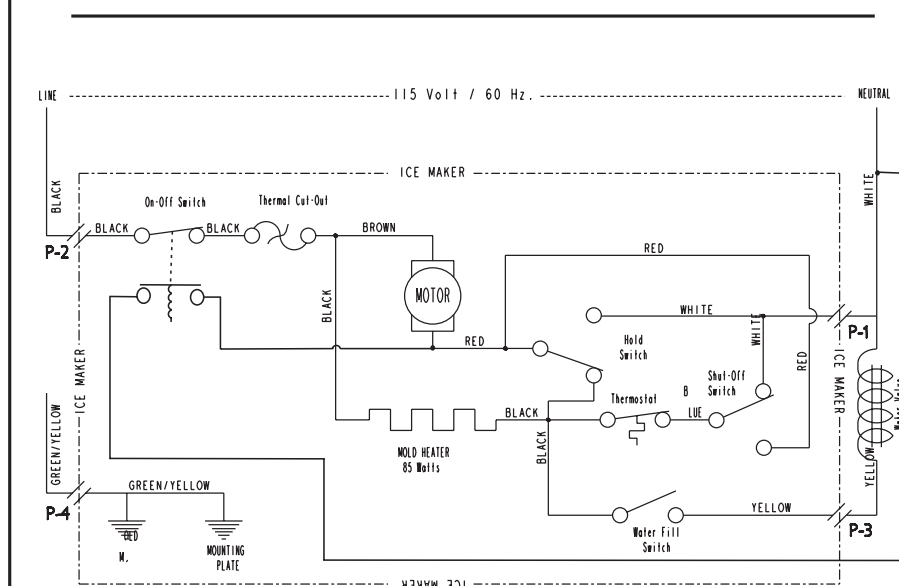 LINE
115 Volt / 60 Hz.
NEUTRAL
ICE MAKER
BLACK
WHITE
On-Off Switch
Thermal Cut-Out
BLACK
BLACK
BROWN
P-2
RED
MOTOR
BLACK
WHITE
WHITE
P-1
RED
Hold
Switch
RED
ICE MAKER
ICE MAKER
Shut-Off
Switch
Thermostat
B
LUE
BLACK
BLACK
MOLD HEATER
85 Watts
GREEN/YELLOW
GREEN/YELLOW
YELLOW
YELLOW
P-4
P-3
Water Fill
Switch
M,
MOUNTING
PLATE
ICE MAKER